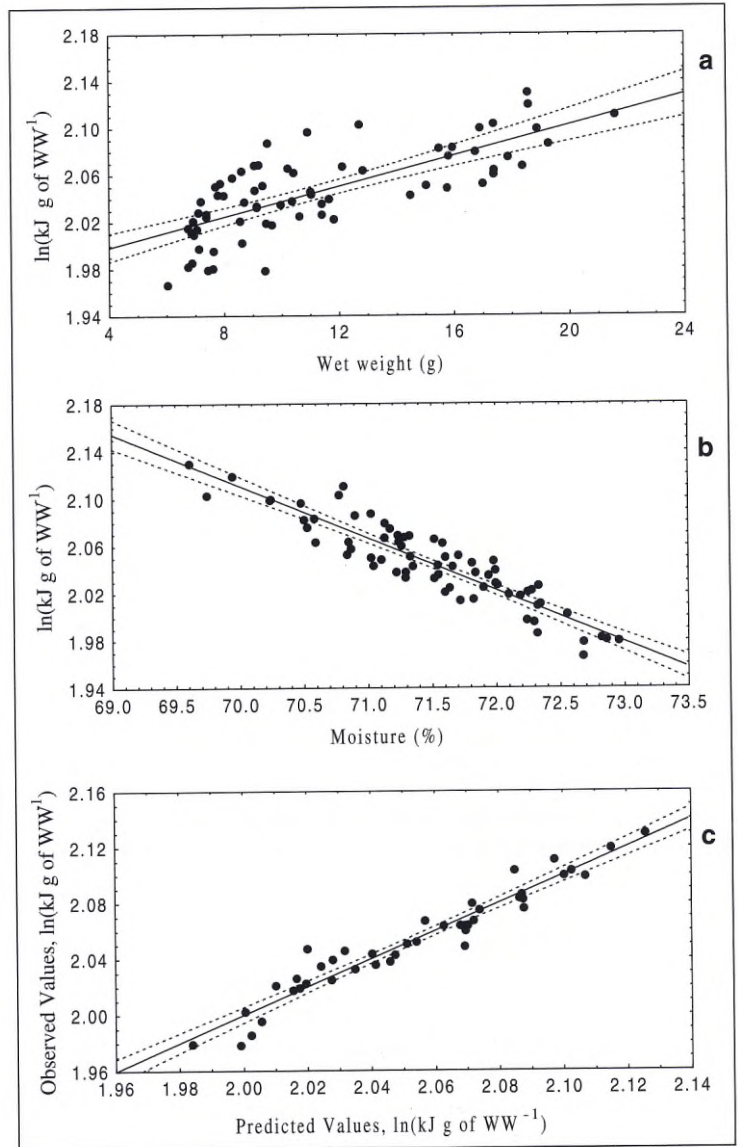 a
2.18
2.14
2.10
2.06
2.02
1.98
1.94
ln(kJ g of WW⁻¹)
4 8 12 16 20 24
Wet weight (g)
b
2.18
2.14
2.10
2.06
2.02
1.98
1.94
ln(kJ g of WW⁻¹)
69.0 69.5 70.0 70.5 71.0 71.5 72.0 72.5 73.0 73.5
Moisture (%)
c
2.16
2.12
2.08
2.04
2.00
1.96
Observed Values, ln(kJ g of WW¹)
1.96 1.98 2.00 2.02 2.04 2.06 2.08 2.10 2.12 2.14
Predicted Values, ln(kJ g of WW⁻¹)